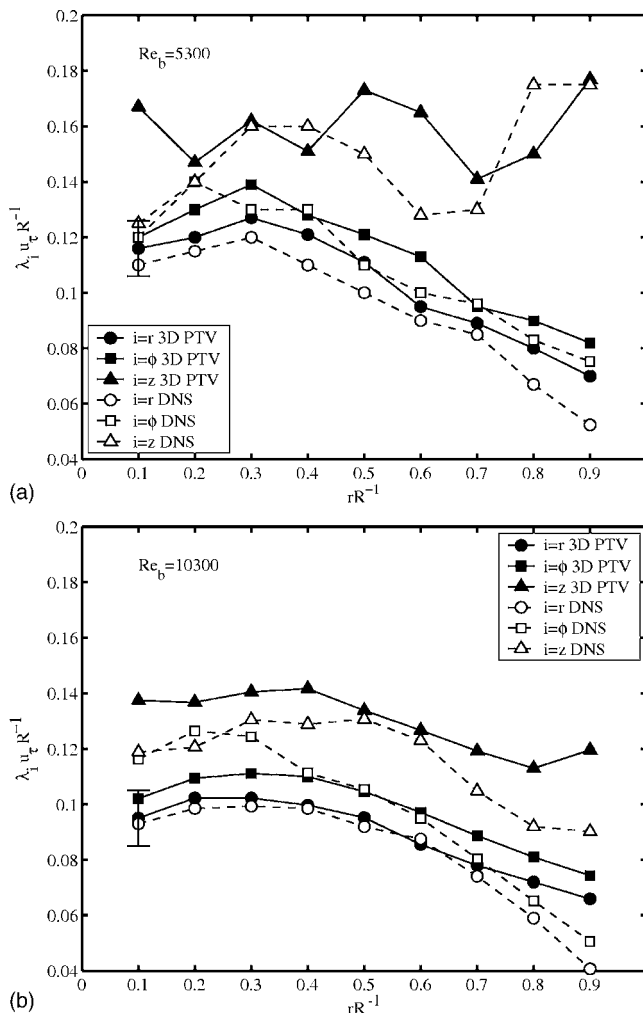 0.2
Re_b=5300
0.18
0.16
0.14
0.12
0.1
0.08
0.06
0.04
λ_i u_τ R^-1
i=r 3D PTV
i=ϕ 3D PTV
i=z 3D PTV
i=r DNS
i=ϕ DNS
i=z DNS
0 0.1 0.2 0.3 0.4 0.5 0.6 0.7 0.8 0.9
(a) rR^-1
0.2
Re_b=10300
0.18
0.16
0.14
0.12
0.1
0.08
0.06
0.04
λ_i u_τ R^-1
i=r 3D PTV
i=ϕ 3D PTV
i=z 3D PTV
i=r DNS
i=ϕ DNS
i=z DNS
0 0.1 0.2 0.3 0.4 0.5 0.6 0.7 0.8 0.9
(b) rR^-1